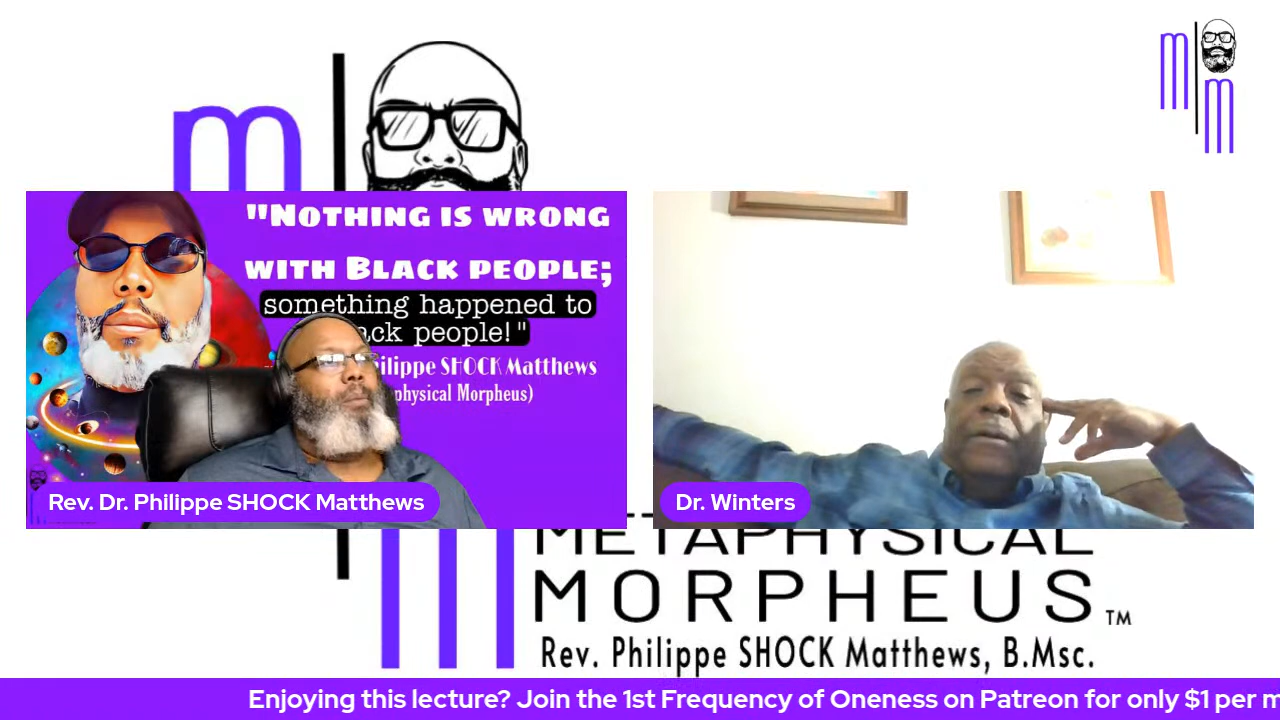 m
m
m
"NOTHING IS WRONG
WITH BLACK PEOPLE;
something happened to
people!"
Philippe SHOCK Matthews
Morpheus)
Rev. Dr. Philippe SHOCK Matthews
Dr. Winters
METAPHYSICAL
MORPHEUS™
Rev. Philippe SHOCK Matthews, B.Msc.
Enjoying this lecture? Join the 1st Frequency of Oneness on Patreon for only $1 per